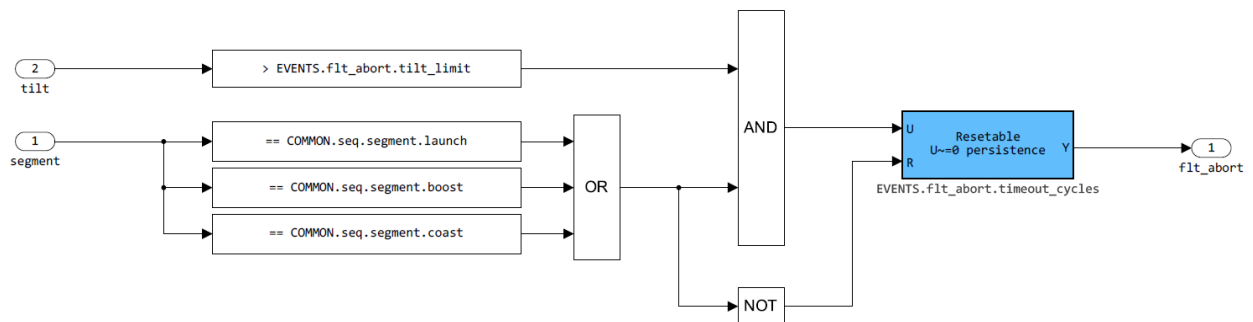 2
tilt
> EVENTS.flt_abort.tilt_limit
1
segment
== COMMON.seq.segment.launch
== COMMON.seq.segment.boost
== COMMON.seq.segment.coast
OR
AND
NOT
U
R
Resetable
U~=0 persistence
Y
EVENTS.flt_abort.timeout_cycles
1
flt_abort